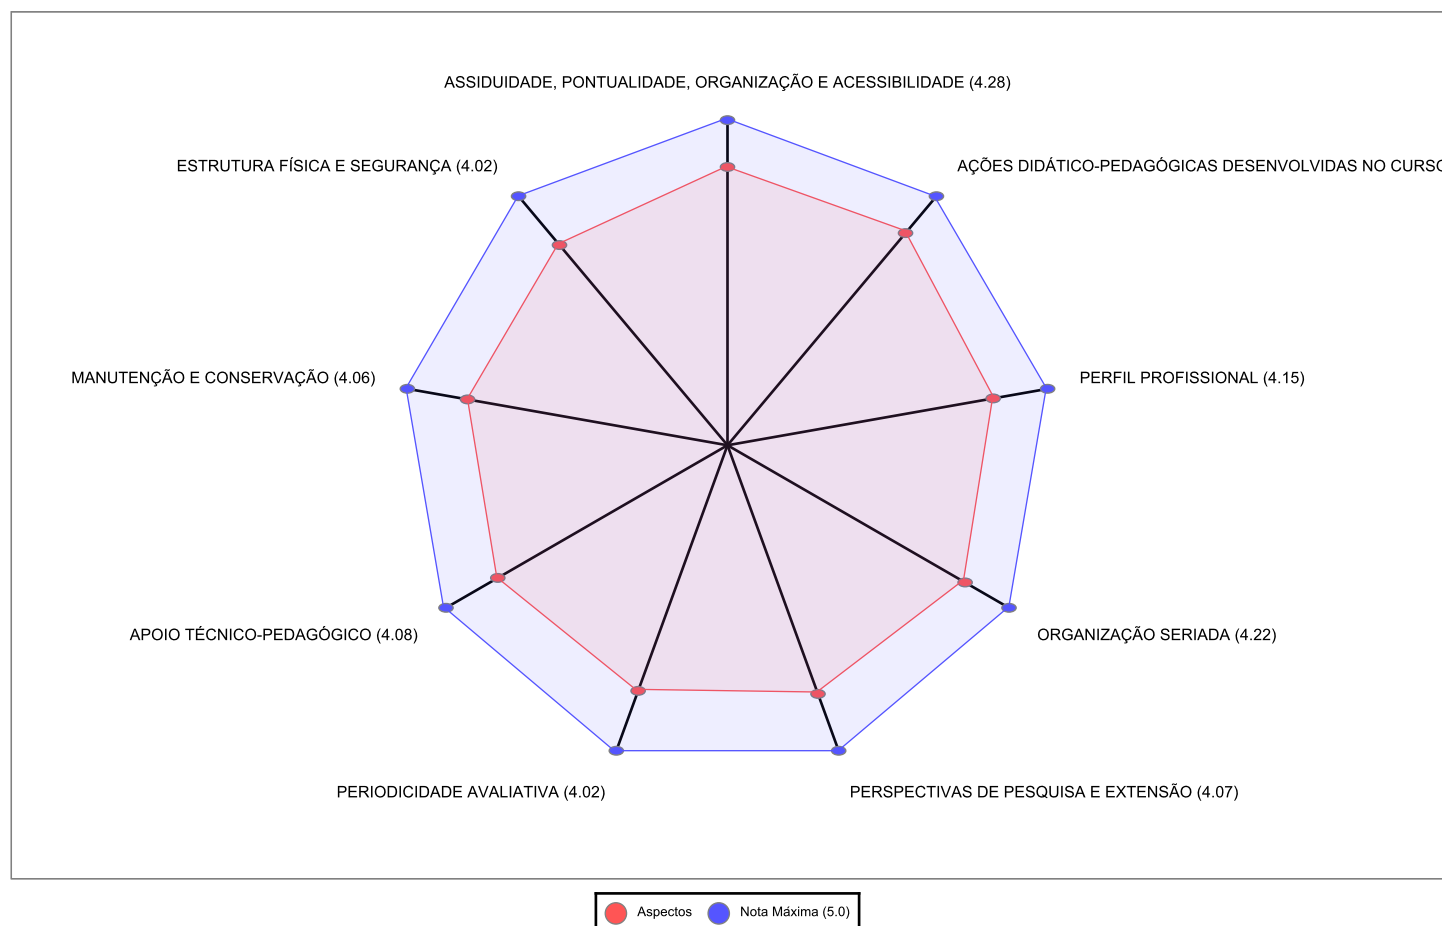 ASSIDUIDADE, PONTUALIDADE, ORGANIZAÇÃO E ACESSIBILIDADE (4.28)
ESTRUTURA FÍSICA E SEGURANÇA (4.02)
AÇÕES DIDÁTICO-PEDAGÓGICAS DESENVOLVIDAS NO CURSO
MANUTENÇÃO E CONSERVAÇÃO (4.06)
PERFIL PROFISSIONAL (4.15)
APOIO TÉCNICO-PEDAGÓGICO (4.08)
ORGANIZAÇÃO SERIADA (4.22)
PERIODICIDADE AVALIATIVA (4.02)
PERSPECTIVAS DE PESQUISA E EXTENSÃO (4.07)
Aspectos
Nota Máxima (5.0)